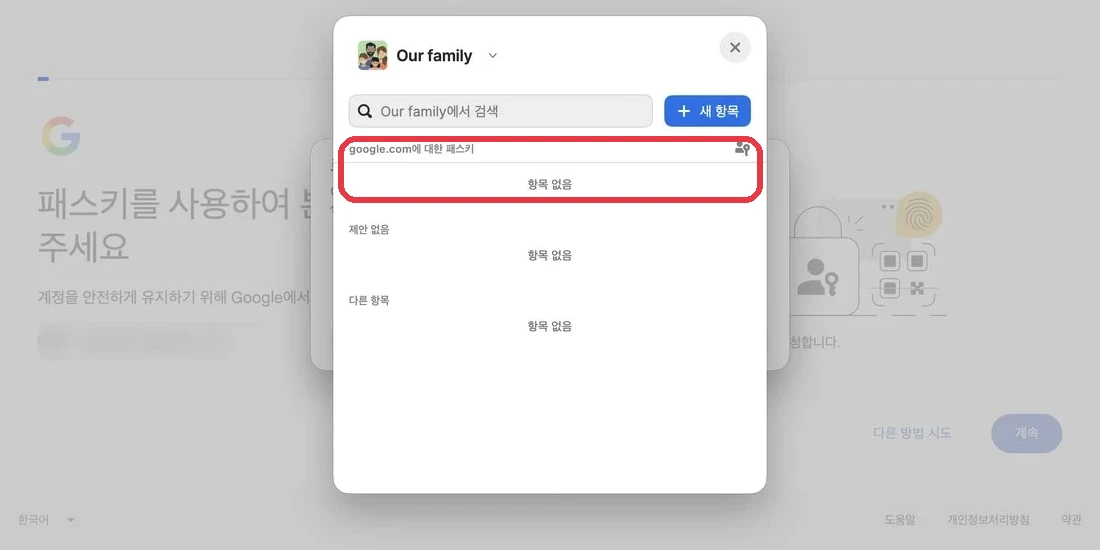 Our family
Our family에서 검색
새 항목
google.com에 대한 패스키
항목 없음
제안 없음
항목 없음
다른 항목
항목 없음
패스키를 사용하여
주세요
계정을 안전하게 유지하기 위해 Google에서
청합니다.
다른 방법 시도
계속
한국어
도움말
개인정보처리방침
약관